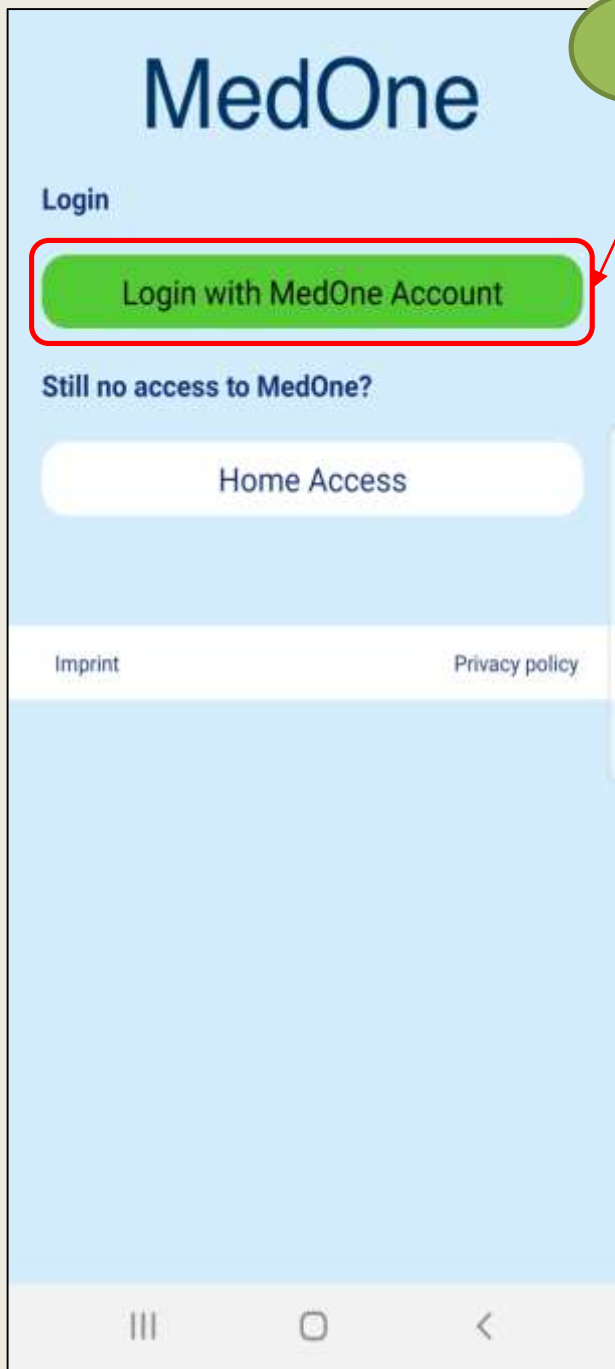 MedOne
Login
Login with MedOne Account
Still no access to MedOne?
Home Access
Imprint
Privacy policy